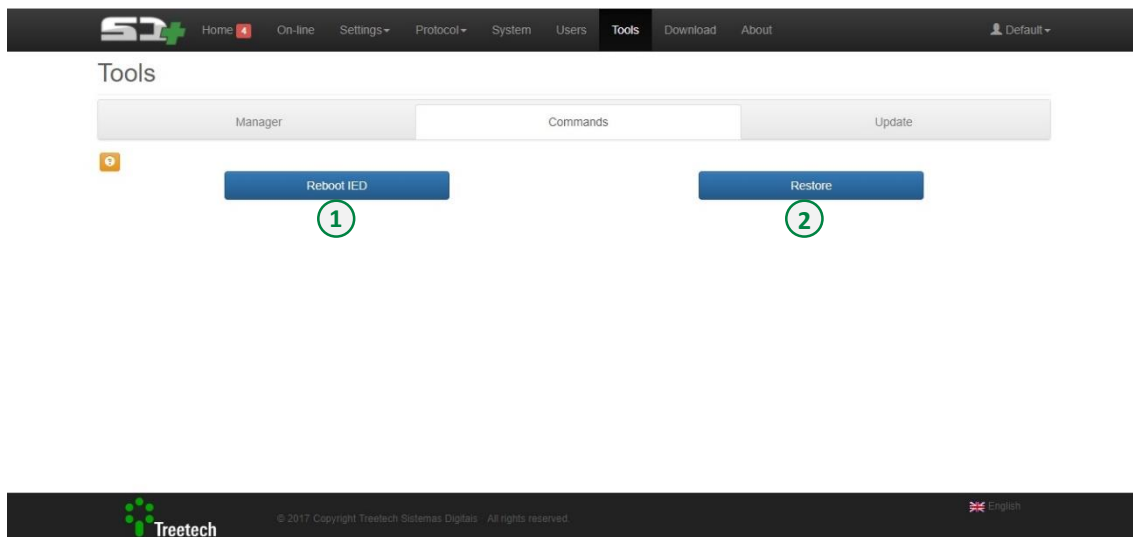 SD+ Home 4 On-line Settings Protocol System Users Tools Download About Default
Tools
Manager Commands Update
Reboot IED Restore
1 2
Treetech © 2017 Copyright Treetech Sistemas Digitais All rights reserved. English